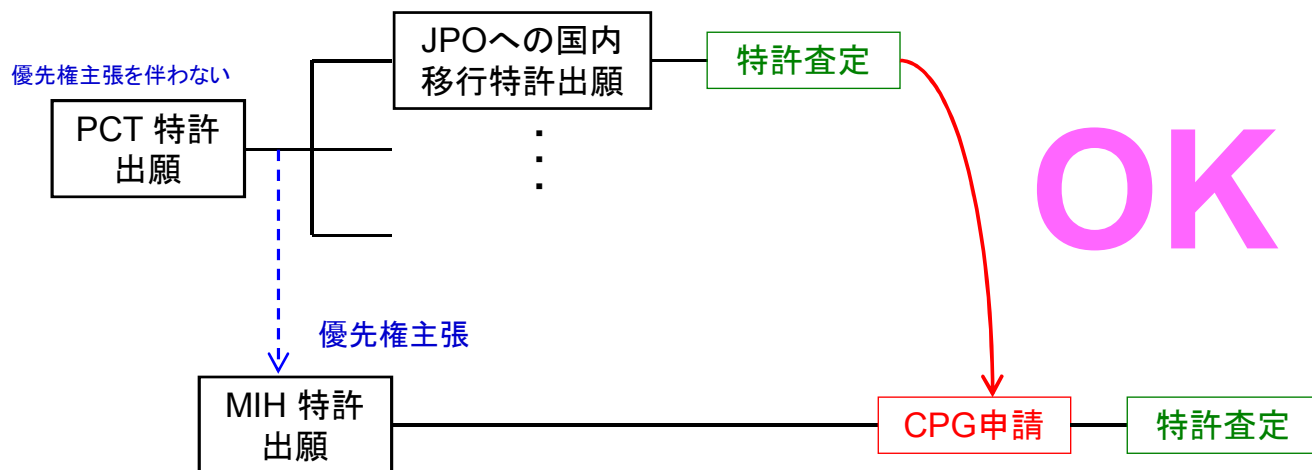 JPOへの国内
移行特許出願
特許査定
優先権主張を伴わない
PCT 特許
出願
・
・
・
OK
優先権主張
MIH 特許
出願
CPG申請
特許査定